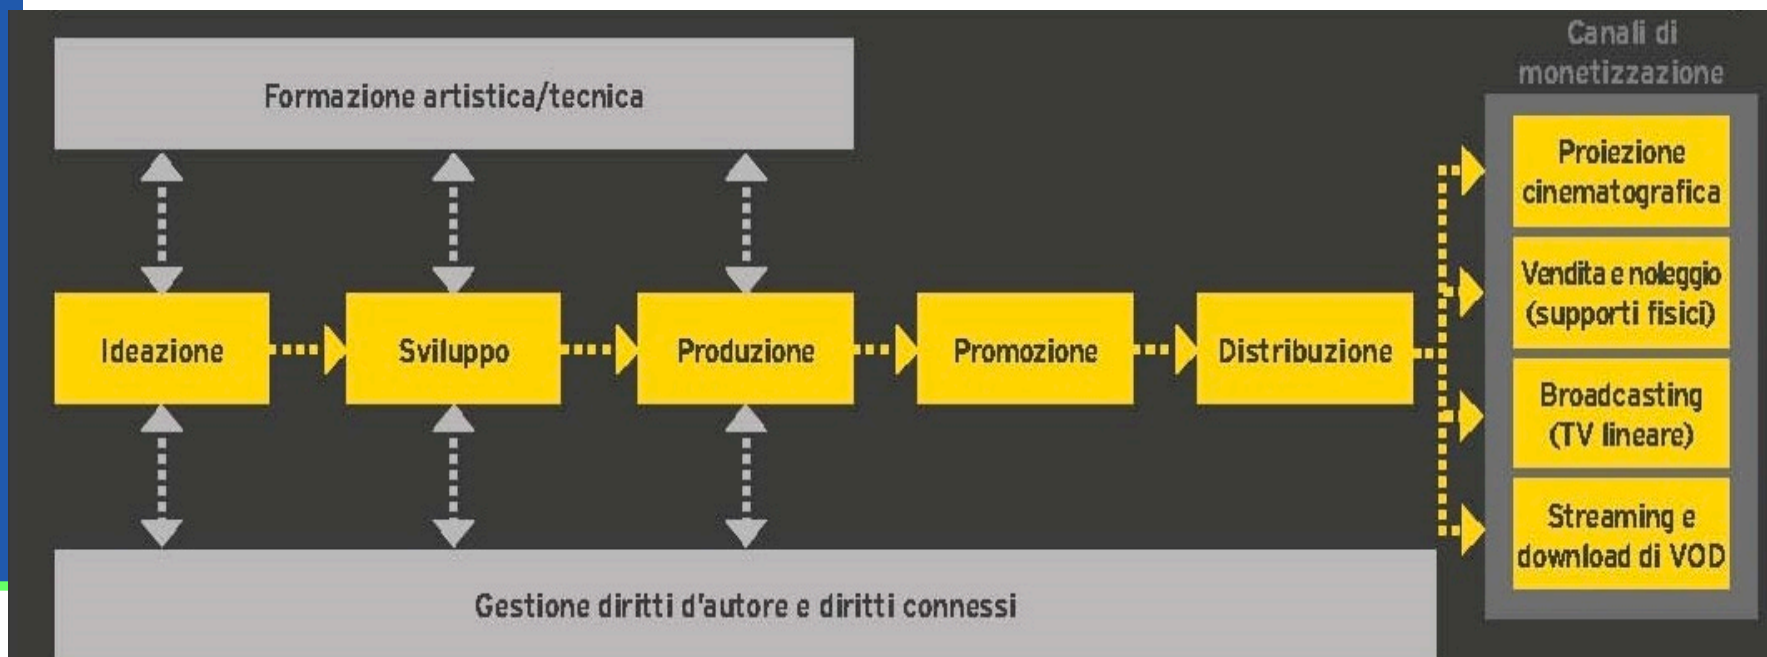 Canali di
monetizzazione
Formazione artistica/tecnica
Proiezione
cinematografica
Vendita e noleggio
(supporti fisici)
Ideazione
Sviluppo
Produzione
Promozione
Distribuzione
Broadcasting
(TV lineare)
Streaming e
download di VOD
Gestione diritti d'autore e diritti connessi